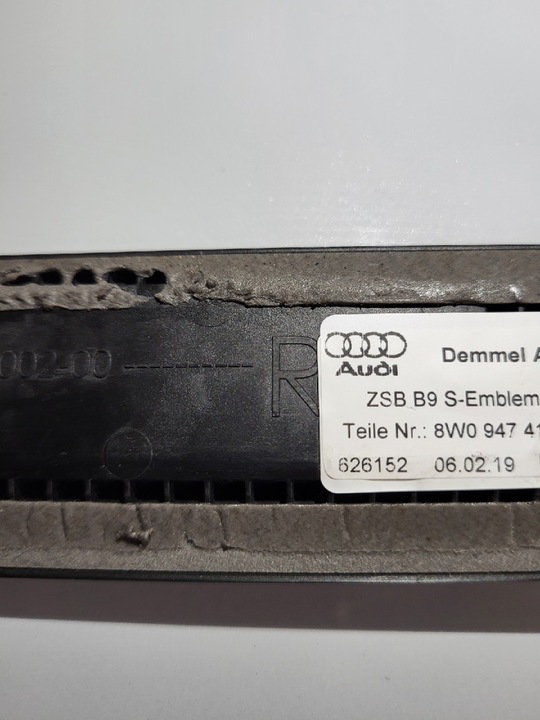 002-00 ---------- R
Audi
Demmel A
ZSB B9 S-Emblem
Teile Nr.: 8W0 947 41
626152 06.02.19